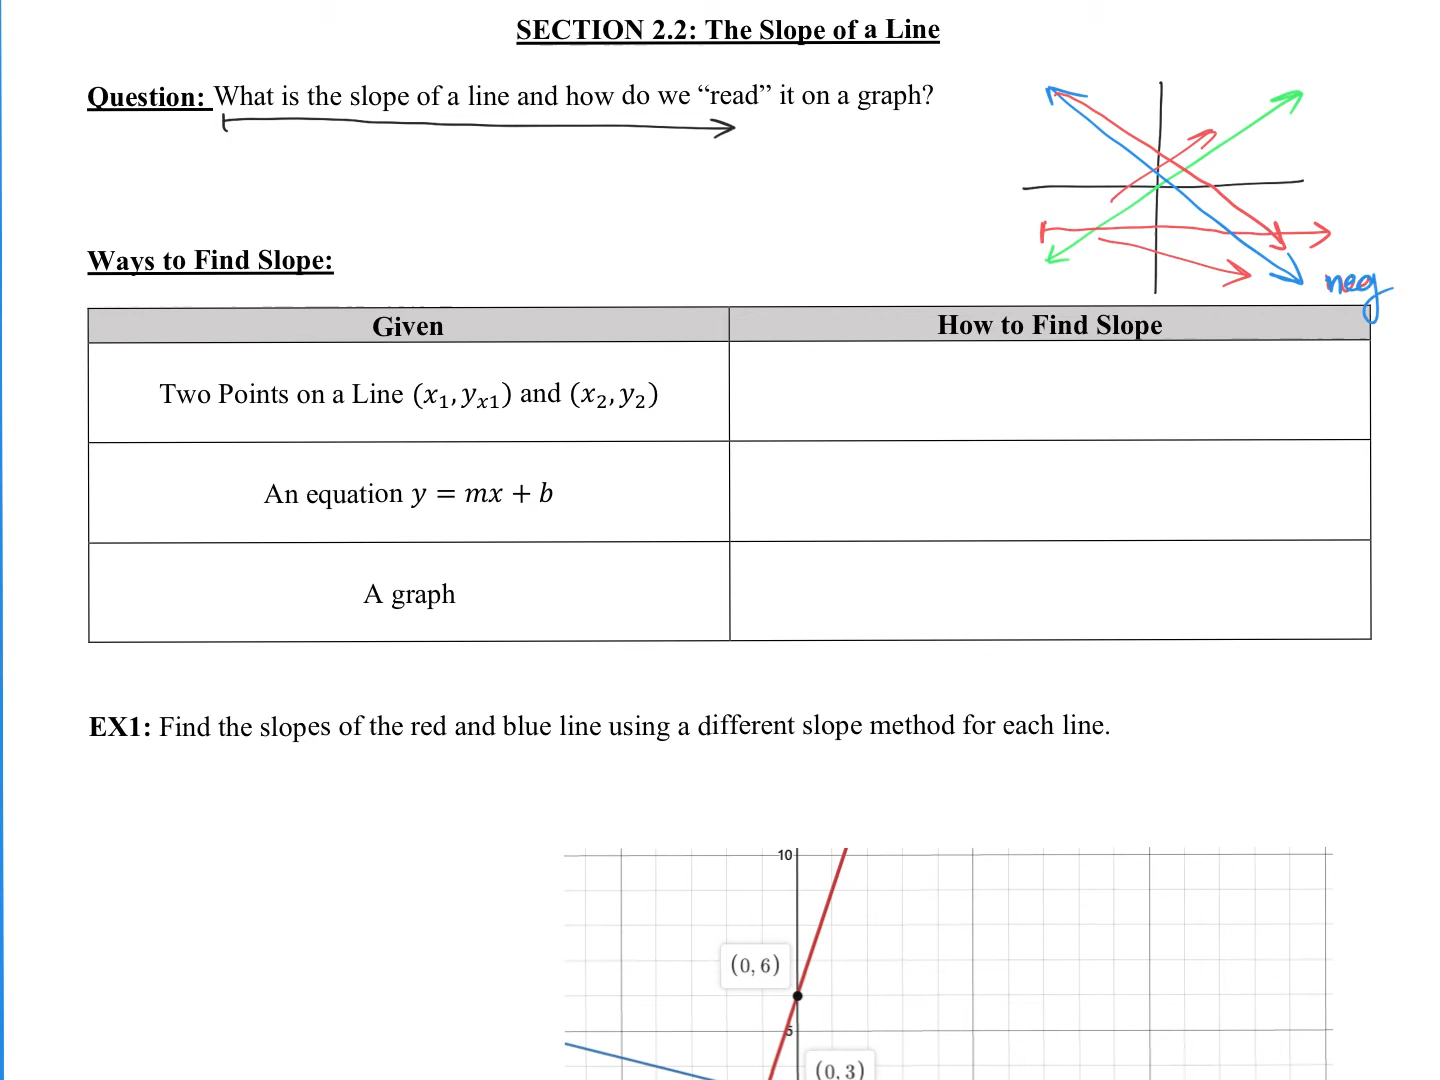 SECTION 2.2: The Slope of a Line
Question: What is the slope of a line and how do we “read” it on a graph?
neg
Ways to Find Slope:
Given How to Find Slope
Two Points on a Line (x₁, yₓ₁) and (x₂, y₂)
An equation y = mx + b
A graph
EX1: Find the slopes of the red and blue line using a different slope method for each line.
10
(0, 6)
5
(0, 3)